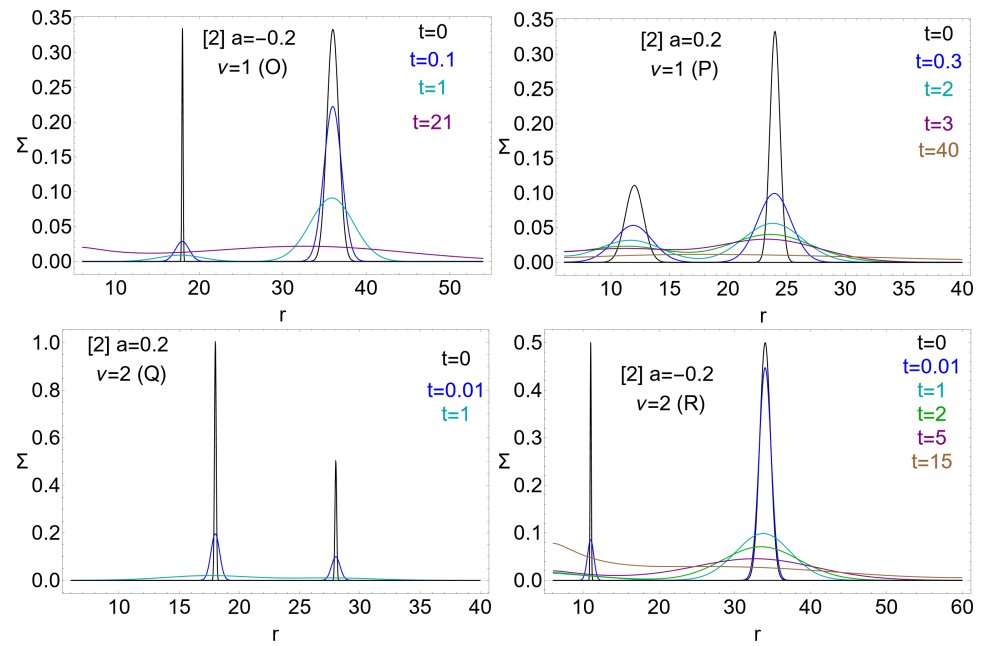 [2] a=−0.2
ν=1 (O)
t=0
t=0.1
t=1
t=21
Σ
0.35
0.30
0.25
0.20
0.15
0.10
0.05
0.00
10 20 30 40 50
r
[2] a=0.2
ν=1 (P)
t=0
t=0.3
t=2
t=3
t=40
Σ
0.35
0.30
0.25
0.20
0.15
0.10
0.05
0.00
10 15 20 25 30 35 40
r
[2] a=0.2
ν=2 (Q)
t=0
t=0.01
t=1
Σ
1.0
0.8
0.6
0.4
0.2
0.0
10 15 20 25 30 35 40
r
[2] a=−0.2
ν=2 (R)
t=0
t=0.01
t=1
t=2
t=5
t=15
Σ
0.5
0.4
0.3
0.2
0.1
0.0
10 20 30 40 50 60
r